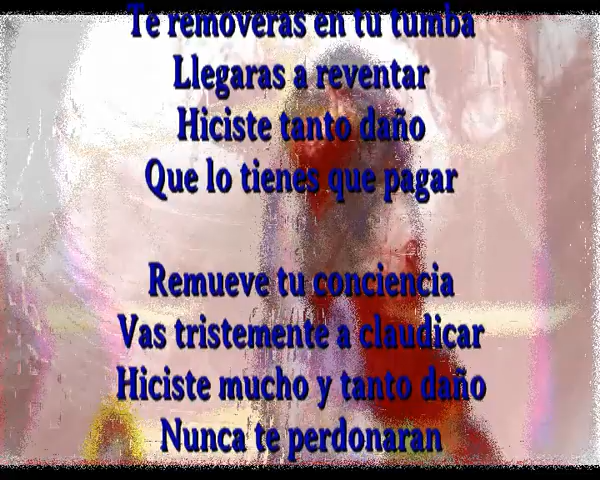 Te removeras en tu tumba
Llegaras a reventar
Hiciste tanto daño
Que lo tienes que pagar
Remueve tu conciencia
Vas tristemente a claudicar
Hiciste mucho y tanto daño
Nunca te perdonaran